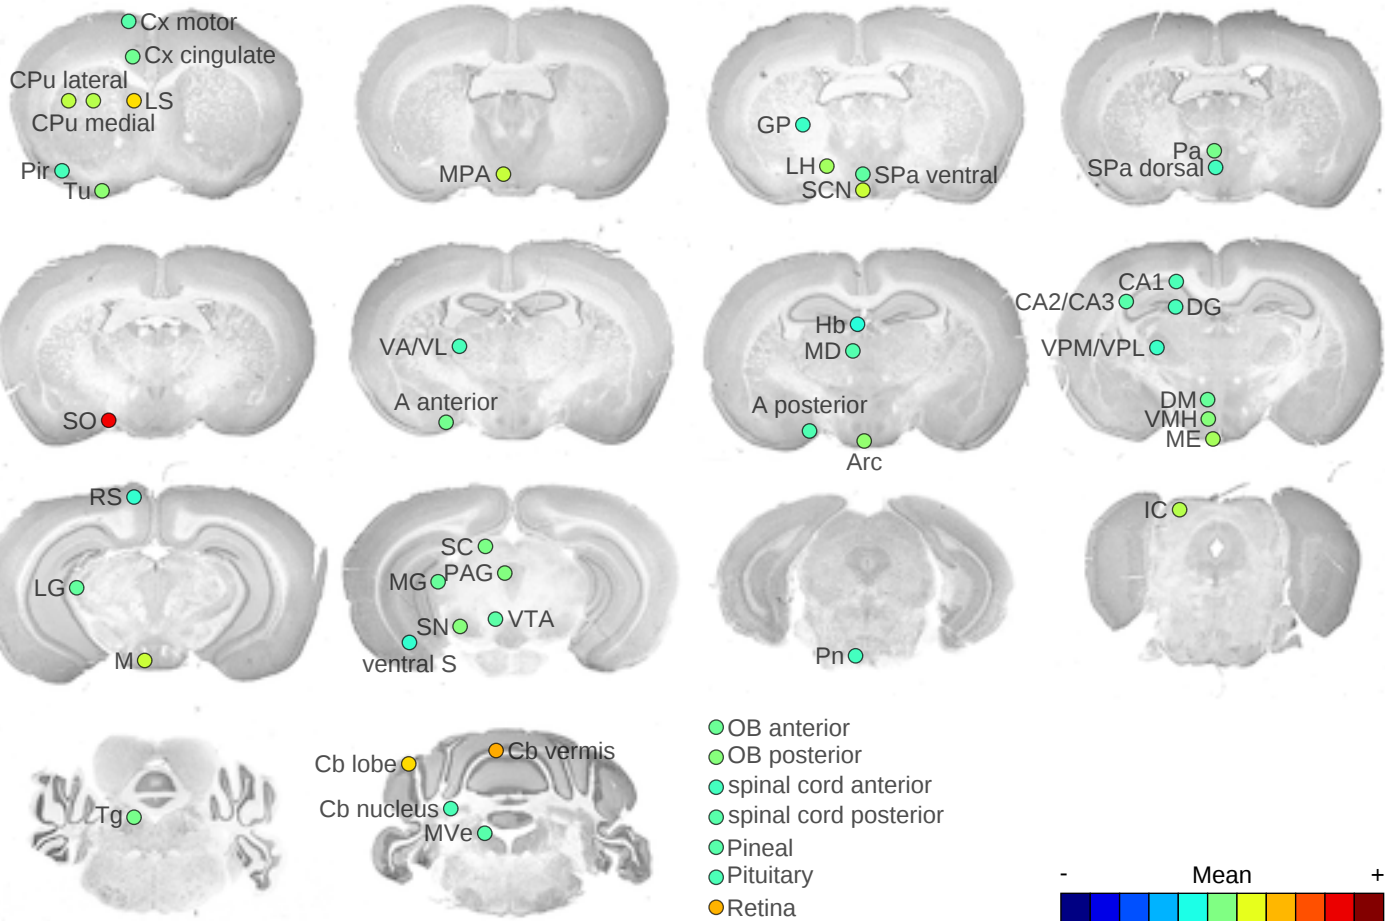 Cx motor
Cx cingulate
CPu lateral
LS
CPu medial
Pir
Tu
MPA
GP
LH
SPa ventral
SCN
Pa
SPa dorsal
SO
VA/VL
A anterior
Hb
MD
A posterior
Arc
CA1
CA2/CA3
DG
VPM/VPL
DM
VMH
ME
RS
LG
M
SC
PAG
MG
VTA
SN
ventral S
Pn
IC
Tg
Cb vermis
Cb lobe
Cb nucleus
MVe
OB anterior
OB posterior
spinal cord anterior
spinal cord posterior
Pineal
Pituitary
Retina
- Mean +